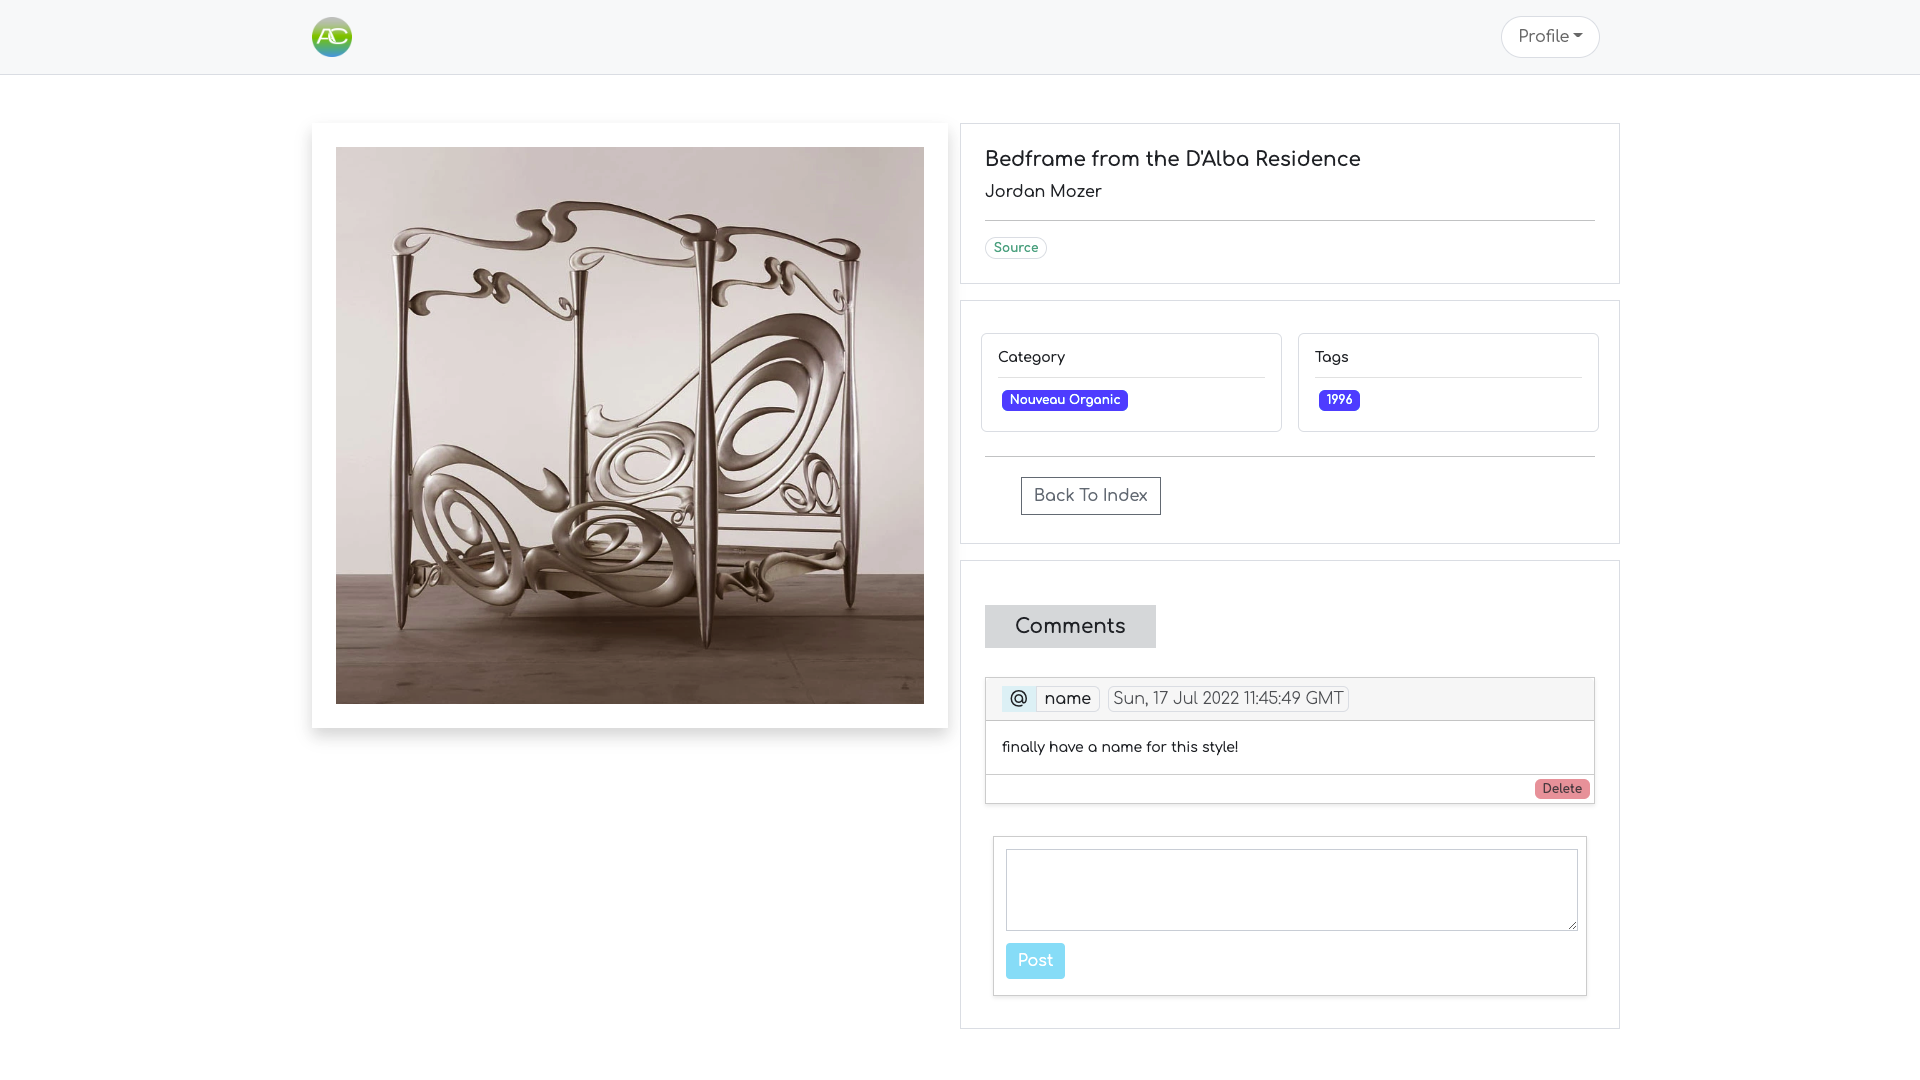 AC
Profile
Bedframe from the D'Alba Residence
Jordan Mozer
Source
Category
Nouveau Organic
Tags
1996
Back To Index
Comments
@ name Sun, 17 Jul 2022 11:45:49 GMT
finally have a name for this style!
Delete
Post